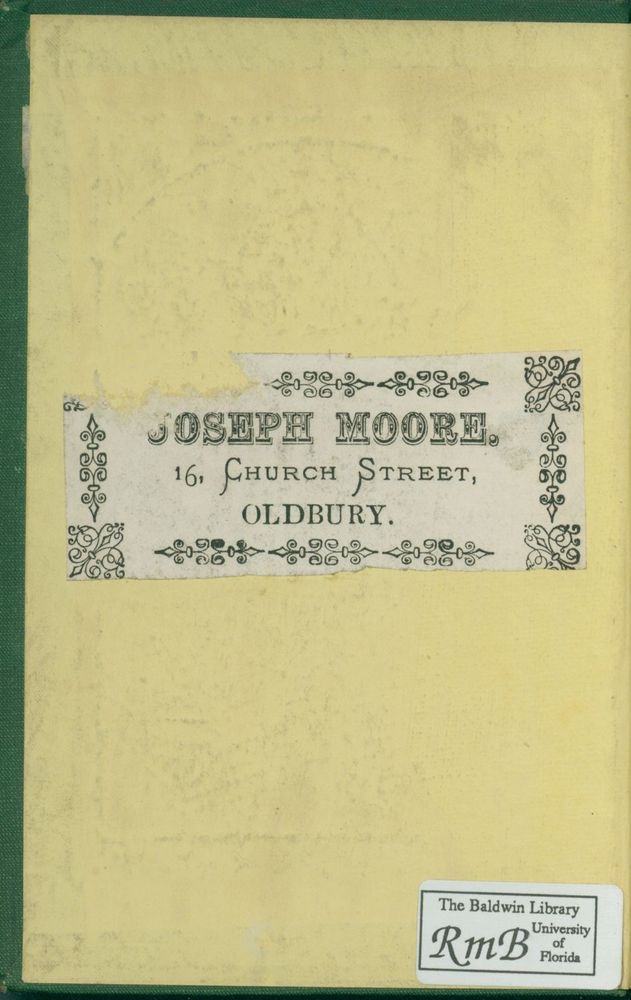 JOSEPH MOORE.
16, CHURCH STREET,
OLDBURY.
The Baldwin Library
RmB University
of
Florida